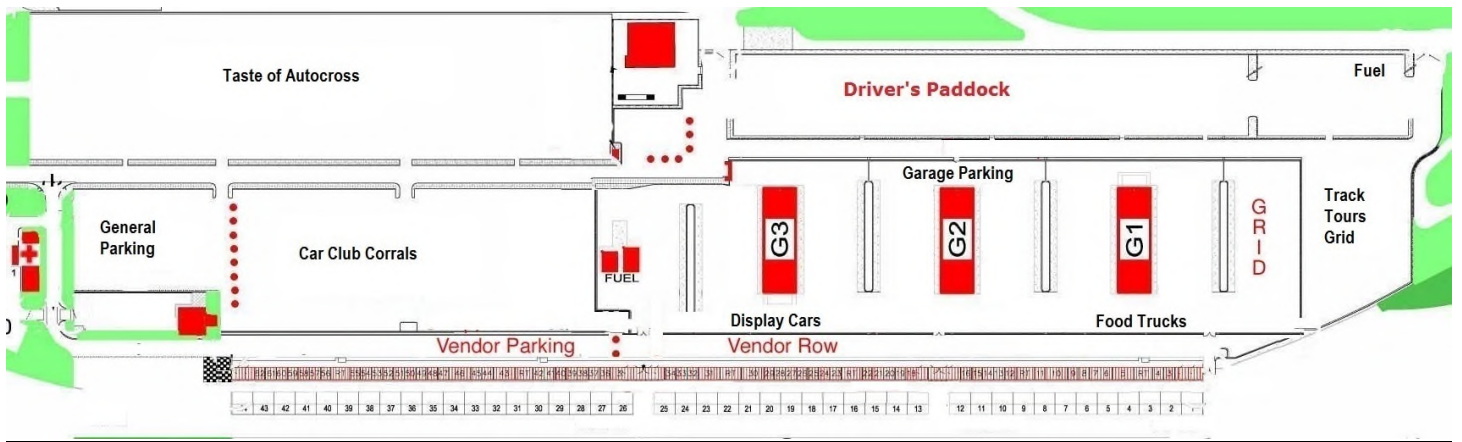 Taste of Autocross
Driver's Paddock
Fuel
Garage Parking
General
Parking
Car Club Corrals
Track
Tours
Grid
GRID
G3
G2
G1
FUEL
1
Display Cars
Food Trucks
Vendor Parking
Vendor Row
43 42 41 40 39 38 37 36 35 34 33 32 31 30 29 28 27 26 25 24 23 22 21 20 19 18 17 16 15 14 13 12 11 10 9 8 7 6 5 4 3 2